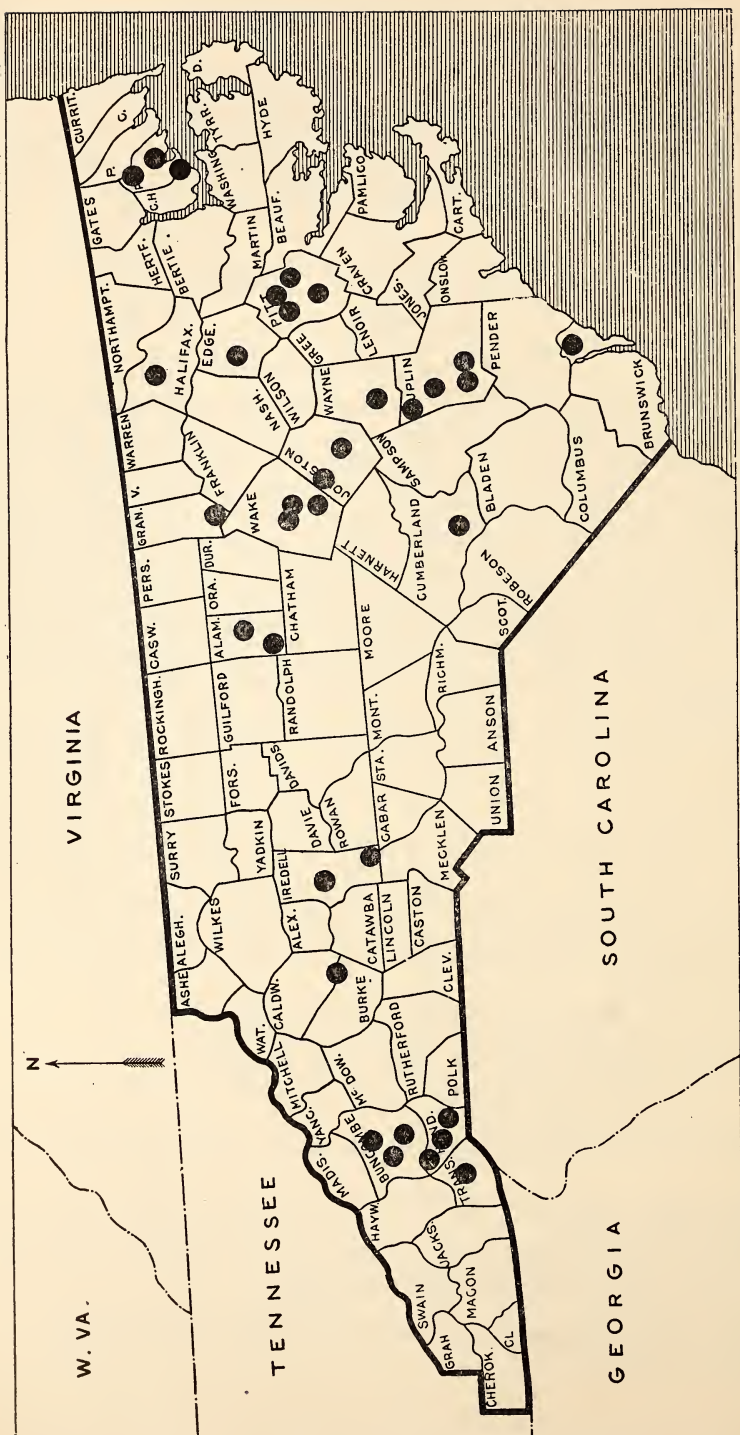 W. VA.
VIRGINIA
N
TENNESSEE
GEORGIA
SOUTH CAROLINA
CHEROK.
GRAH
CL
SWAIN
MACON
JACKS.
HAYW.
TRANS.
MADIS.
BUNCOMBE
YANC.
MITCHELL
MC DOW.
RUTHERFORD
POLK
WAT.
CALDW.
BURKE
CLEV.
ASHE
ALEGH.
WILKES
ALEX.
CATAWBA
LINCOLN
CASTON
SURRY
YADKIN
IREDELL
DAVIE
ROWAN
CABAR
MECKLEN
STOKES
FORS.
DAVIDS
STA.
UNION
ROCKINGH.
GUILFORD
RANDOLPH
MONT.
ANSON
RICHM.
CASW.
ALAM.
ORA.
CHATHAM
MOORE
SCOT.
PERS.
DUR.
GRAN.
V.
WARREN
FRANKLIN
WAKE
HARNETT
CUMBERLAND
ROBESON
BLADEN
COLUMBUS
BRUNSWICK
SAMPSON
NORTHAMPT.
HALIFAX.
NASH.
EDGE.
WILSON
WAYNE
GREE
LENOIR
PENDER
ONSLOW
JONES.
CRAVEN
PITT
MARTIN
BEAUF.
PAMLICO
CART.
GATES
HERTF.
BERTIE.
C.H
P.
C.
CURRIT.
WASHING
TYRR.
D.
HYDE